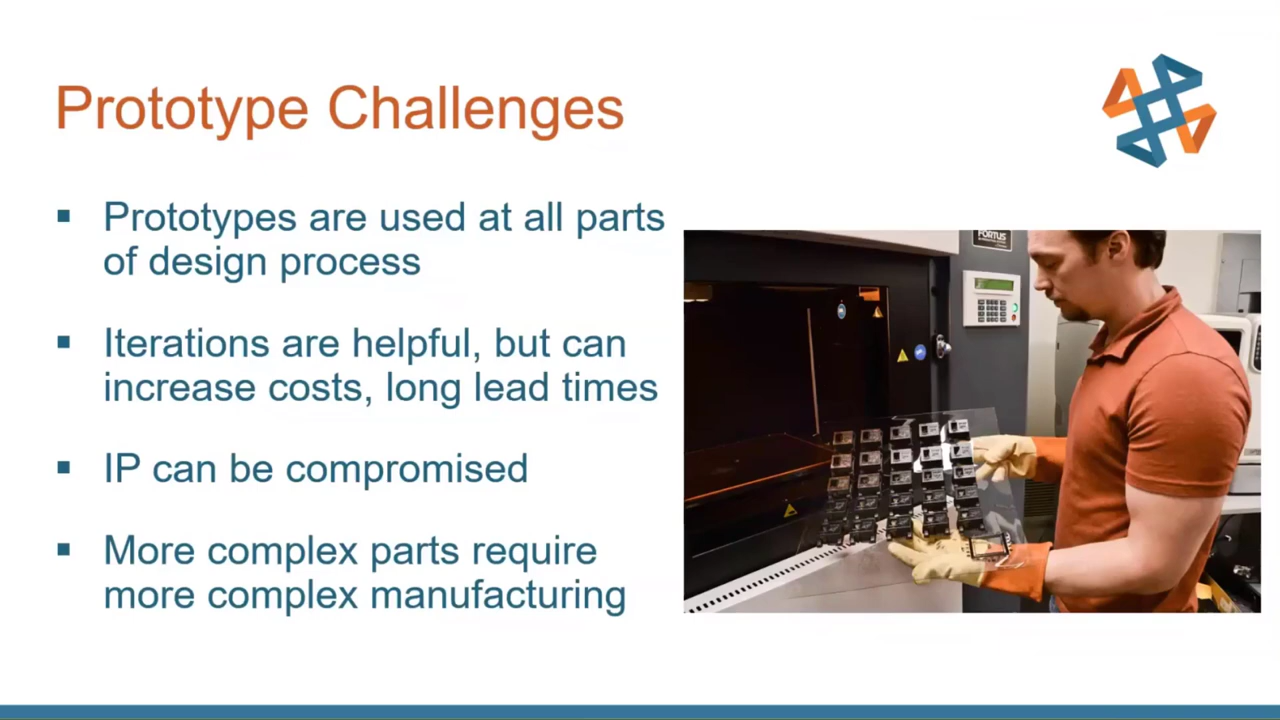 Prototype Challenges
▪ Prototypes are used at all parts
of design process
▪ Iterations are helpful, but can
increase costs, long lead times
▪ IP can be compromised
▪ More complex parts require
more complex manufacturing
FORTUS